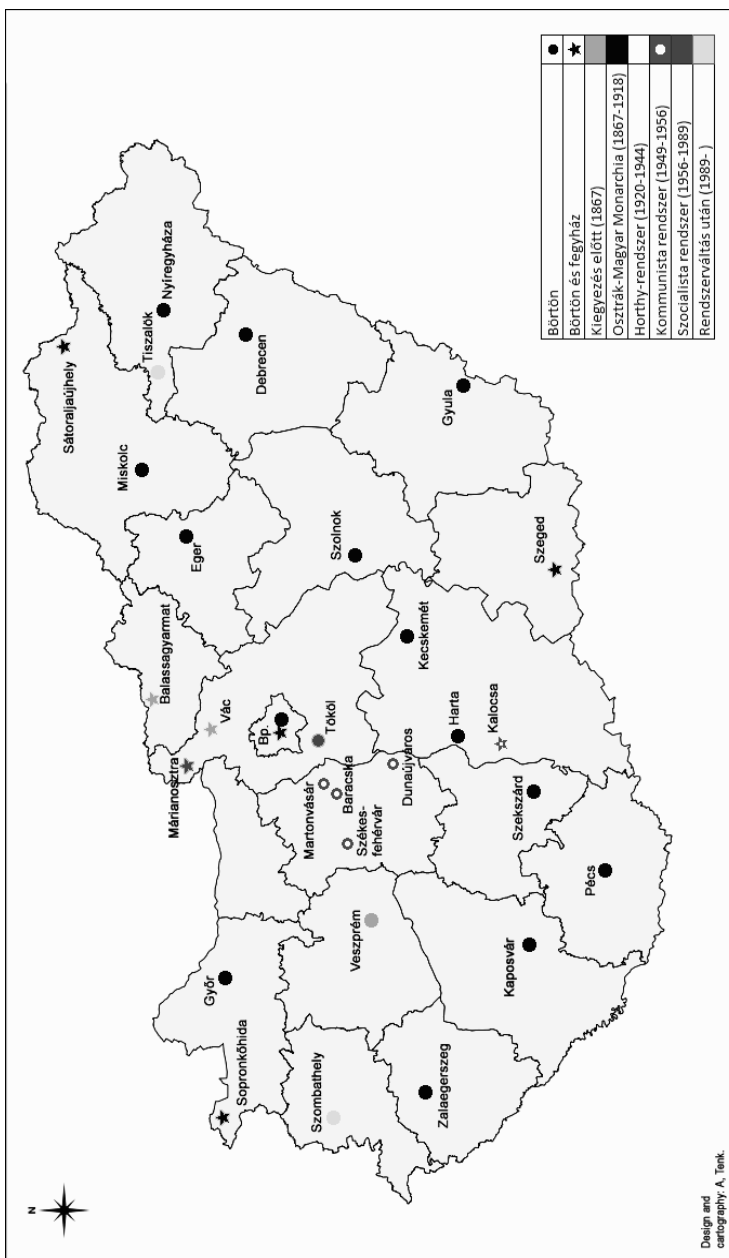 N
Sátoraljaújhely
Nyíregyháza
Tiszalök
Miskolc
Debrecen
Eger
Balassagyarmat
Márianosztra
Vác
Bp.
Tököl
Szolnok
Gyula
Szeged
Kecskemét
Harta
Kalocsa
Dunaújváros
Martonvásár
Baracska
Székes-
fehérvár
Győr
Sopronkőhida
Szombathely
Veszprém
Zalaegerszeg
Kaposvár
Szekszárd
Pécs
Börtön
Börtön és fegyház
Kiegyezés előtt (1867)
Osztrák-Magyar Monarchia (1867-1918)
Horthy-rendszer (1920-1944)
Kommunista rendszer (1949-1956)
Szocialista rendszer (1956-1989)
Rendszerváltás után (1989- )
Design and
cartography: A, Tenk.